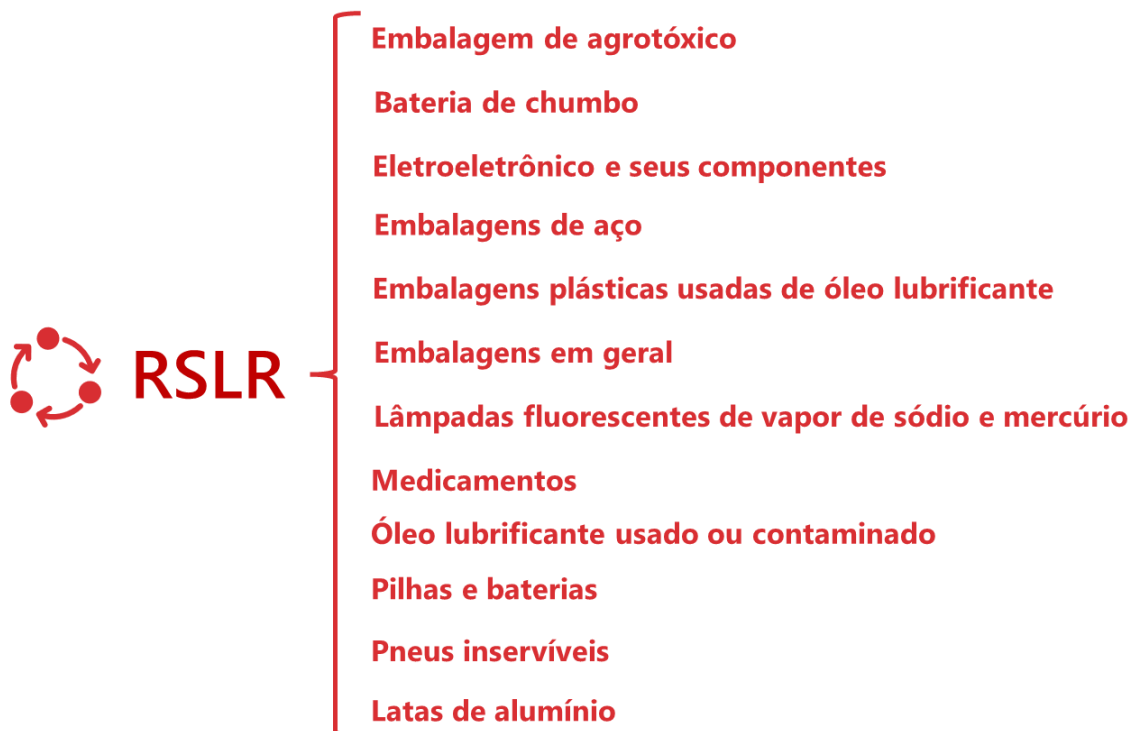 Embalagem de agrotóxico
Bateria de chumbo
Eletroeletrônico e seus componentes
Embalagens de aço
Embalagens plásticas usadas de óleo lubrificante
RSLR
Embalagens em geral
Lâmpadas fluorescentes de vapor de sódio e mercúrio
Medicamentos
Óleo lubrificante usado ou contaminado
Pilhas e baterias
Pneus inservíveis
Latas de alumínio